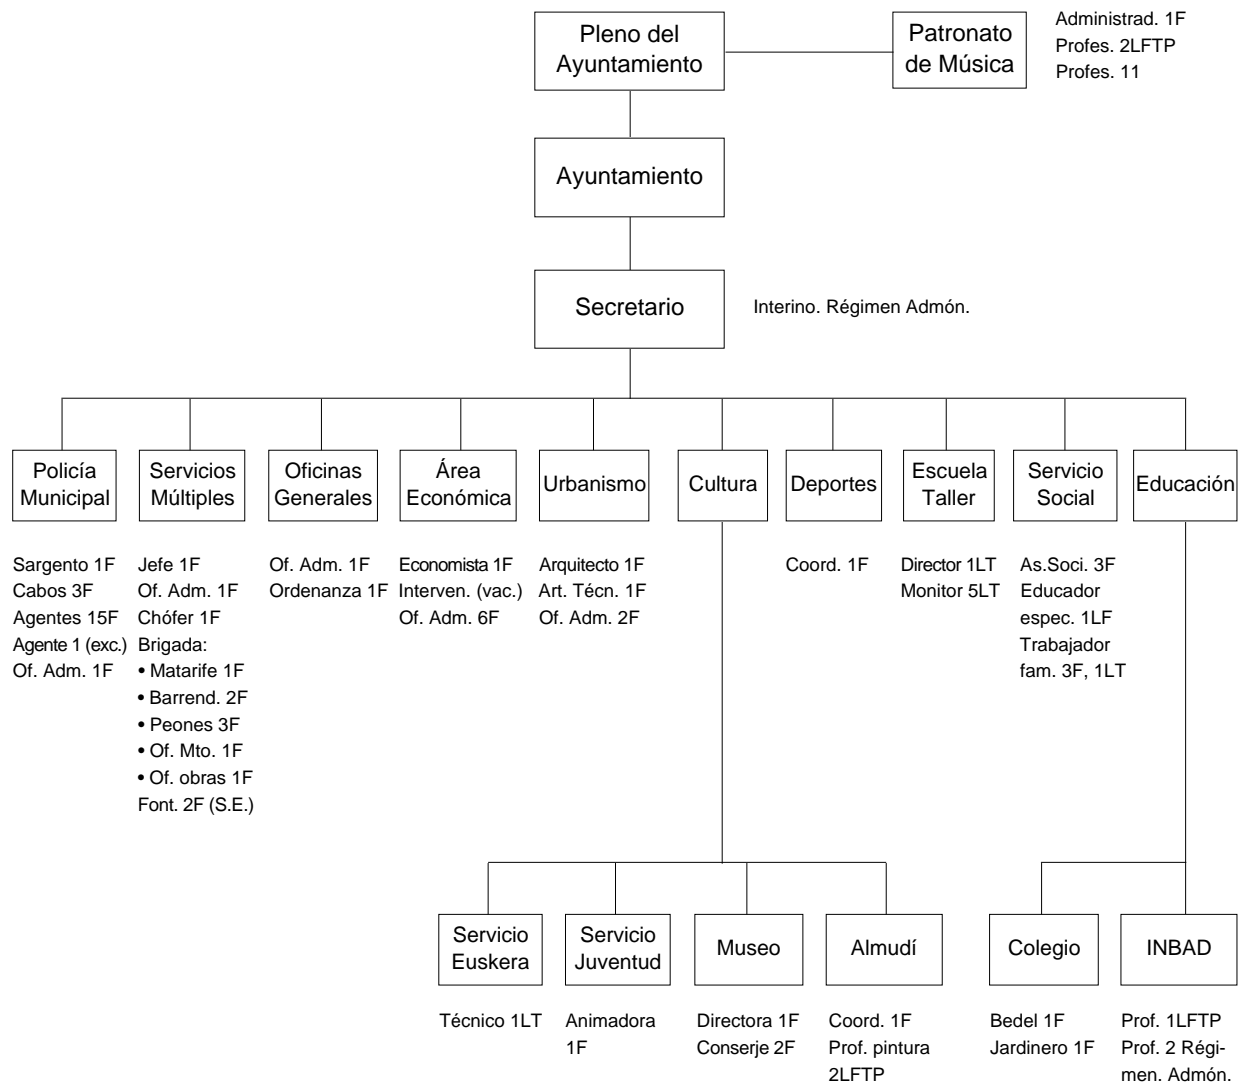 Pleno del
Ayuntamiento
Patronato
de Música
Administrad. 1F
Profes. 2LFTP
Profes. 11
Ayuntamiento
Secretario
Interino. Régimen Admón.
Policía
Municipal
Sargento 1F
Cabos 3F
Agentes 15F
Agente 1 (exc.)
Of. Adm. 1F
Servicios
Múltiples
Jefe 1F
Of. Adm. 1F
Chófer 1F
Brigada:
• Matarife 1F
• Barrend. 2F
• Peones 3F
• Of. Mto. 1F
• Of. obras 1F
Font. 2F (S.E.)
Oficinas
Generales
Of. Adm. 1F
Ordenanza 1F
Área
Económica
Economista 1F
Interven. (vac.)
Of. Adm. 6F
Urbanismo
Arquitecto 1F
Art. Técn. 1F
Of. Adm. 2F
Cultura
Deportes
Coord. 1F
Escuela
Taller
Director 1LT
Monitor 5LT
Servicio
Social
As.Soci. 3F
Educador
espec. 1LF
Trabajador
fam. 3F, 1LT
Educación
Servicio
Euskera
Técnico 1LT
Servicio
Juventud
Animadora
1F
Museo
Directora 1F
Conserje 2F
Almudí
Coord. 1F
Prof. pintura
2LFTP
Colegio
Bedel 1F
Jardinero 1F
INBAD
Prof. 1LFTP
Prof. 2 Régi-
men. Admón.